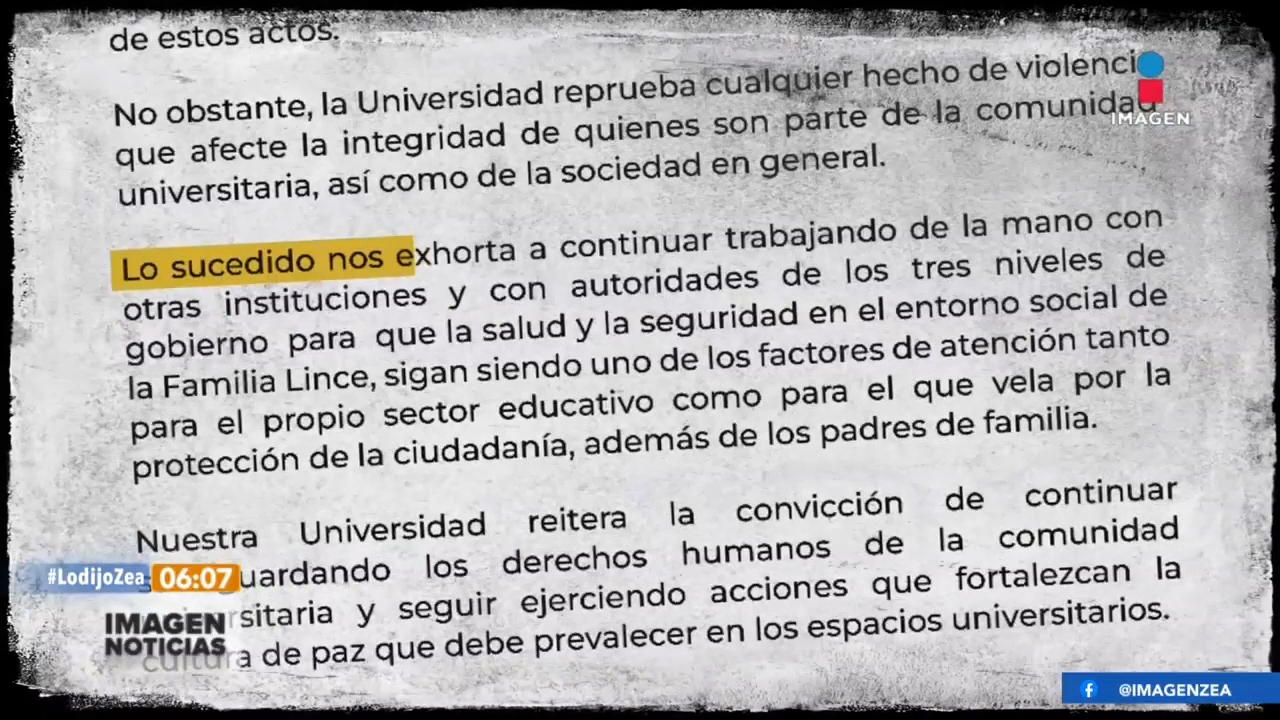 de estos actos.
No obstante, la Universidad reprueba cualquier hecho de violenci
que afecte la integridad de quienes son parte de la comunidad
universitaria, así como de la sociedad en general.
IMAGEN
Lo sucedido nos exhorta a continuar trabajando de la mano con
otras instituciones y con autoridades de los tres niveles de
gobierno para que la salud y la seguridad en el entorno social de
la Familia Lince, sigan siendo uno de los factores de atención tanto
para el propio sector educativo como para el que vela por la
protección de la ciudadanía, además de los padres de familia.
Nuestra Universidad reitera la convicción de continuar
uardando los derechos humanos de la comunidad
rsitaria y seguir ejerciendo acciones que fortalezcan la
cultura de paz que debe prevalecer en los espacios universitarios.
#LodijoZea 06:07
IMAGEN
NOTICIAS
@IMAGENZEA